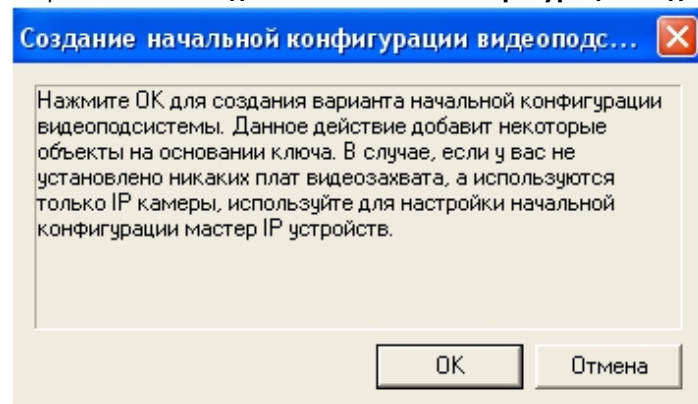 Создание начальной конфигурации видеоподс...
Нажмите ОК для создания варианта начальной конфигурации
видеоподсистемы. Данное действие добавит некоторые
объекты на основании ключа. В случае, если у вас не
установлено никаких плат видеозахвата, а используются
только IP камеры, используйте для настройки начальной
конфигурации мастер IP устройств.
ОК
Отмена